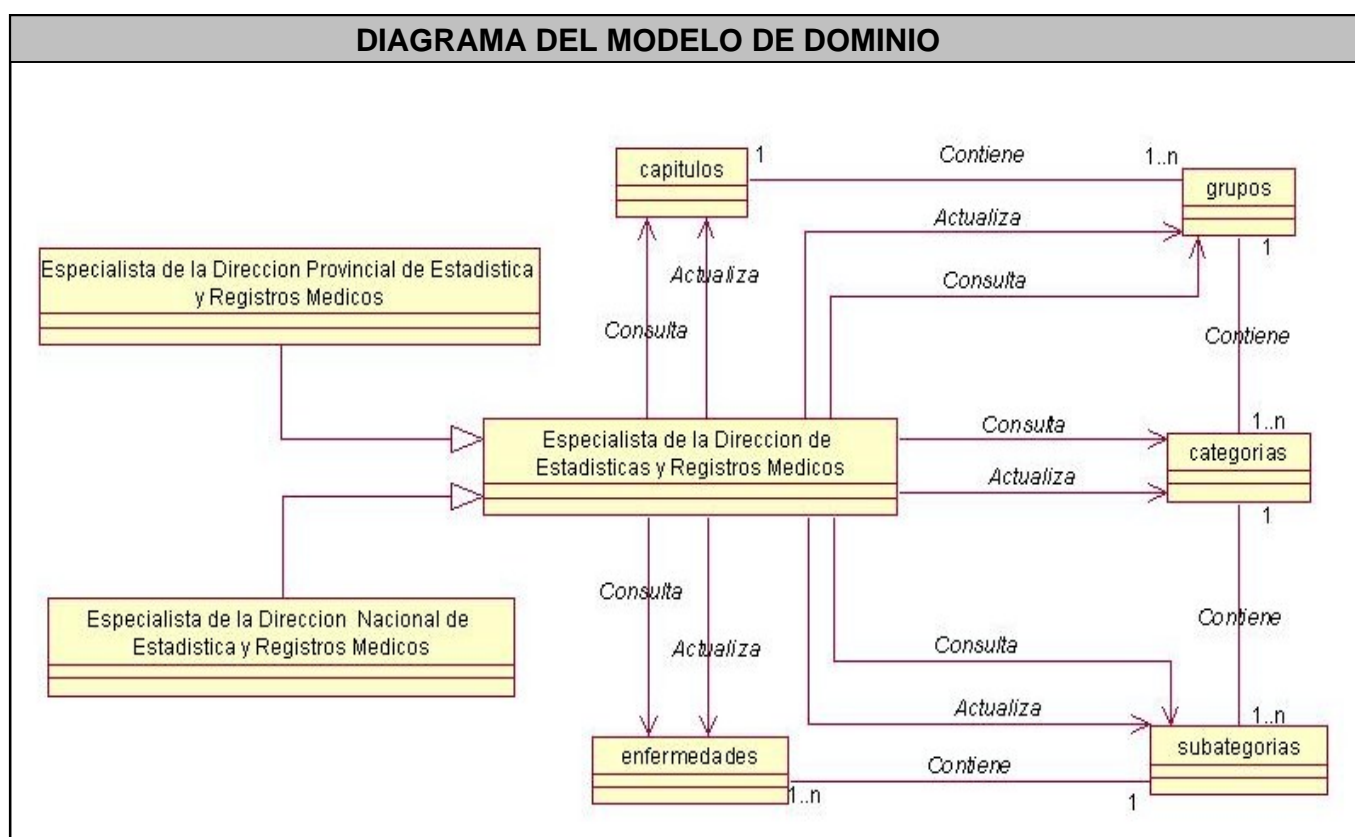 DIAGRAMA DEL MODELO DE DOMINIO
capitulos
1
Contiene
1..n
grupos
1
Actualiza
Consulta
Actualiza
Consulta
Especialista de la Direccion Provincial de Estadistica
y Registros Medicos
Contiene
Especialista de la Direccion de
Estadisticas y Registros Medicos
Consulta
Actualiza
1..n
categorias
1
Especialista de la Direccion Nacional de
Estadistica y Registros Medicos
Consulta
Actualiza
Consulta
Actualiza
Contiene
1..n
subategorias
1
enfermedades
1..n
Contiene